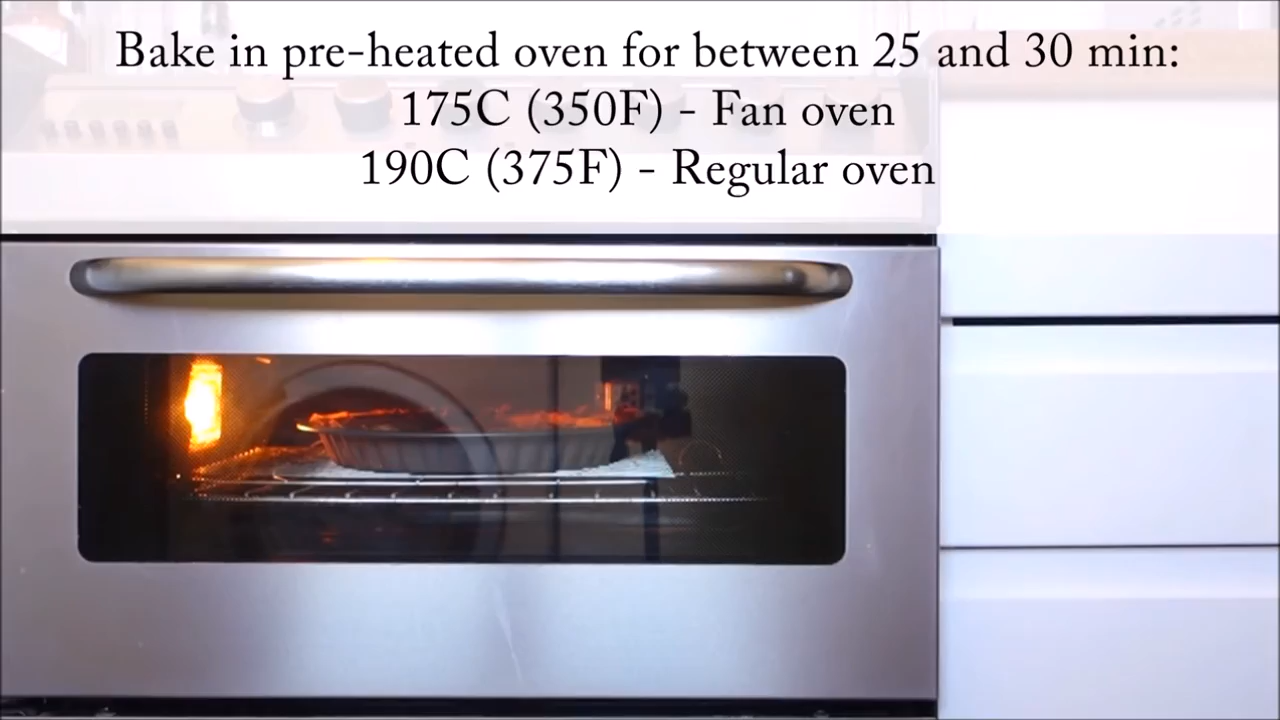 Bake in pre-heated oven for between 25 and 30 min:
175C (350F) - Fan oven
190C (375F) - Regular oven